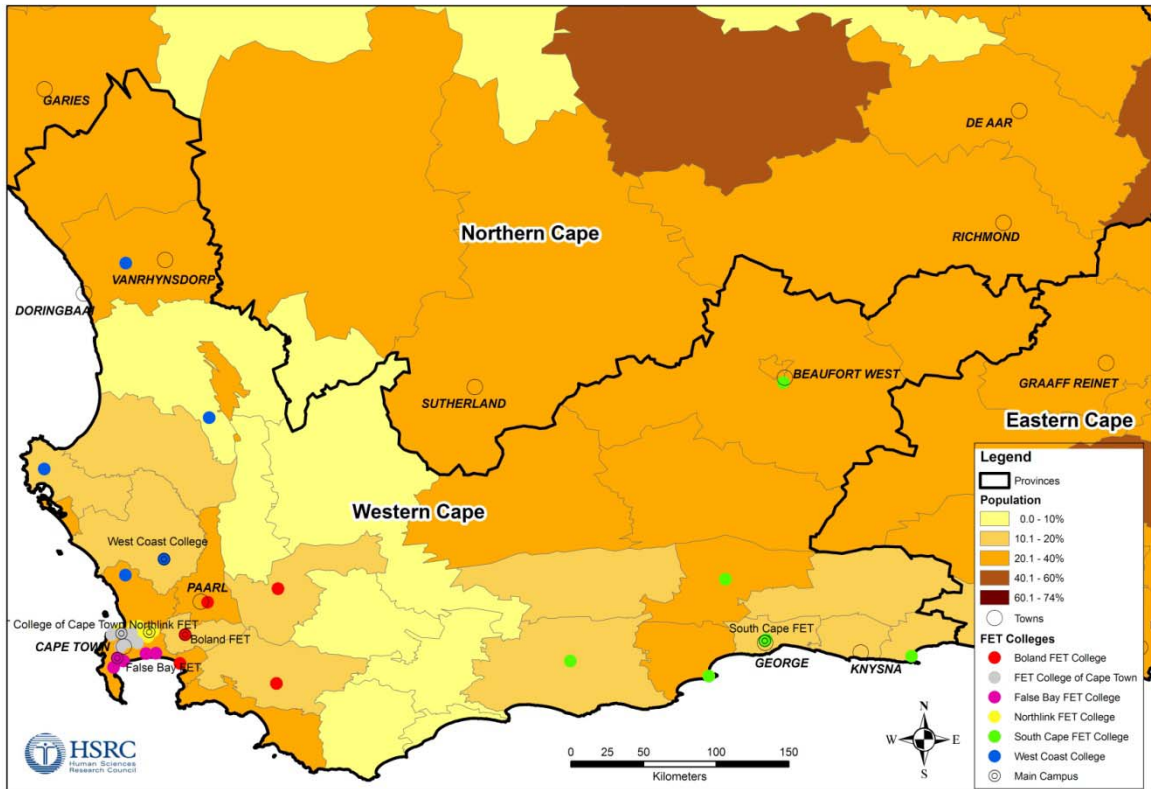 GARIES
DE AAR
Northern Cape
RICHMOND
VANRHYNSDORP
DORINGBAAI
BEAUFORT WEST
GRAAFF REINET
SUTHERLAND
Eastern Cape
Western Cape
West Coast College
PAARL
College of Cape Town Northlink FET
Boland FET
CAPE TOWN
False Bay FET
South Cape FET
GEORGE
KNYSNA
Legend
Provinces
Population
0.0 - 10%
10.1 - 20%
20.1 - 40%
40.1 - 60%
60.1 - 74%
Towns
FET Colleges
Boland FET College
FET College of Cape Town
False Bay FET College
Northlink FET College
South Cape FET College
West Coast College
Main Campus
HSRC
Human Sciences
Research Council
0 25 50 100 150
Kilometers
N
W E
S